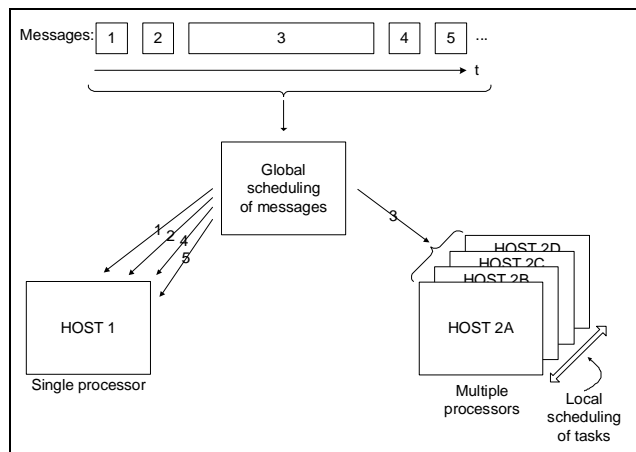 Messages: 1 2 3 4 5 ...
t
Global
scheduling
of messages
1
2
4
5
3
HOST 1
Single processor
HOST 2D
HOST 2C
HOST 2B
HOST 2A
Multiple
processors
Local
scheduling
of tasks